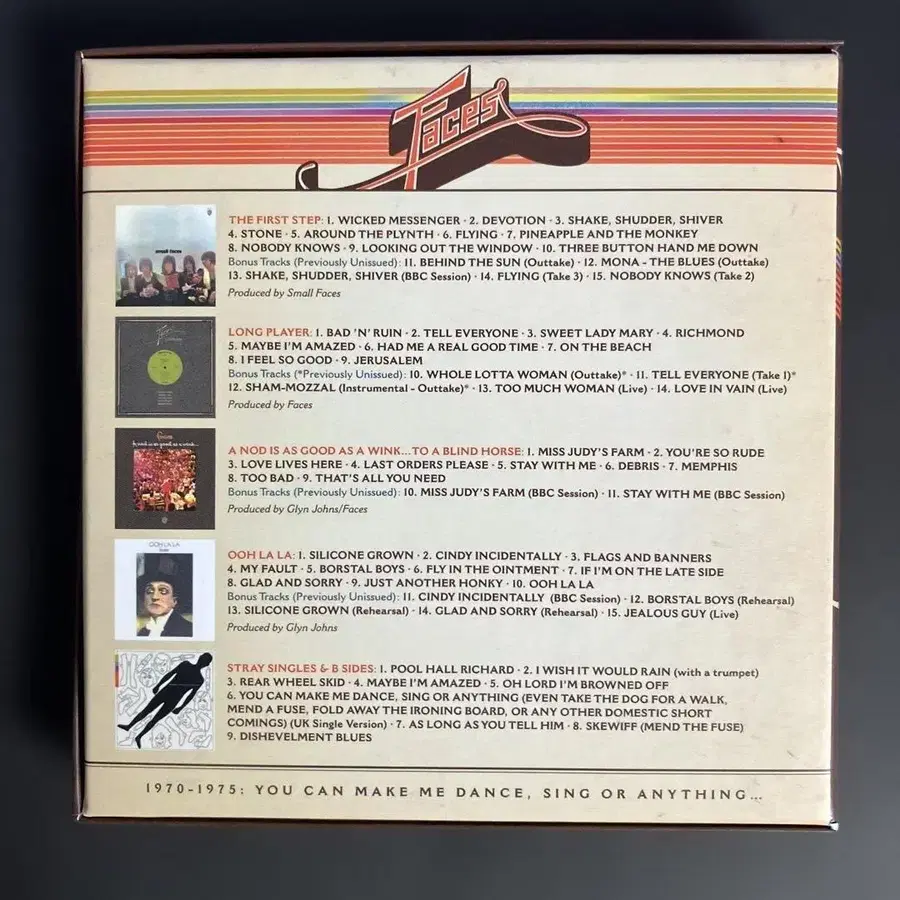 Faces
THE FIRST STEP: 1. WICKED MESSENGER · 2. DEVOTION · 3. SHAKE, SHUDDER, SHIVER
4. STONE · 5. AROUND THE PLYNTH · 6. FLYING · 7. PINEAPPLE AND THE MONKEY
8. NOBODY KNOWS · 9. LOOKING OUT THE WINDOW · 10. THREE BUTTON HAND ME DOWN
Bonus Tracks (Previously Unissued): 11. BEHIND THE SUN (Outtake) · 12. MONA - THE BLUES (Outtake)
13. SHAKE, SHUDDER, SHIVER (BBC Session) · 14. FLYING (Take 3) · 15. NOBODY KNOWS (Take 2)
Produced by Small Faces
small faces
LONG PLAYER: 1. BAD 'N' RUIN · 2. TELL EVERYONE · 3. SWEET LADY MARY · 4. RICHMOND
5. MAYBE I'M AMAZED · 6. HAD ME A REAL GOOD TIME · 7. ON THE BEACH
8. I FEEL SO GOOD · 9. JERUSALEM
Bonus Tracks (*Previously Unissued): 10. WHOLE LOTTA WOMAN (Outtake)* · 11. TELL EVERYONE (Take 1)*
12. SHAM-MOZZAL (Instrumental - Outtake)* · 13. TOO MUCH WOMAN (Live) · 14. LOVE IN VAIN (Live)
Produced by Faces
A NOD IS AS GOOD AS A WINK...TO A BLIND HORSE: 1. MISS JUDY'S FARM · 2. YOU'RE SO RUDE
3. LOVE LIVES HERE · 4. LAST ORDERS PLEASE · 5. STAY WITH ME · 6. DEBRIS · 7. MEMPHIS
8. TOO BAD · 9. THAT'S ALL YOU NEED
Bonus Tracks (Previously Unissued): 10. MISS JUDY'S FARM (BBC Session) · 11. STAY WITH ME (BBC Session)
Produced by Glyn Johns/Faces
faces
a nod is as good as a wink...
OOH LA LA: 1. SILICONE GROWN · 2. CINDY INCIDENTALLY · 3. FLAGS AND BANNERS
4. MY FAULT · 5. BORSTAL BOYS · 6. FLY IN THE OINTMENT · 7. IF I'M ON THE LATE SIDE
8. GLAD AND SORRY · 9. JUST ANOTHER HONKY · 10. OOH LA LA
Bonus Tracks (Previously Unissued): 11. CINDY INCIDENTALLY (BBC Session) · 12. BORSTAL BOYS (Rehearsal)
13. SILICONE GROWN (Rehearsal) · 14. GLAD AND SORRY (Rehearsal) · 15. JEALOUS GUY (Live)
Produced by Glyn Johns
OOH LA LA
STRAY SINGLES & B SIDES: 1. POOL HALL RICHARD · 2. I WISH IT WOULD RAIN (with a trumpet)
3. REAR WHEEL SKID · 4. MAYBE I'M AMAZED · 5. OH LORD I'M BROWNED OFF
6. YOU CAN MAKE ME DANCE, SING OR ANYTHING (EVEN TAKE THE DOG FOR A WALK,
MEND A FUSE, FOLD AWAY THE IRONING BOARD, OR ANY OTHER DOMESTIC SHORT
COMINGS) (UK Single Version) · 7. AS LONG AS YOU TELL HIM · 8. SKEWIFF (MEND THE FUSE)
9. DISHEVELMENT BLUES
1970-1975: YOU CAN MAKE ME DANCE, SING OR ANYTHING...